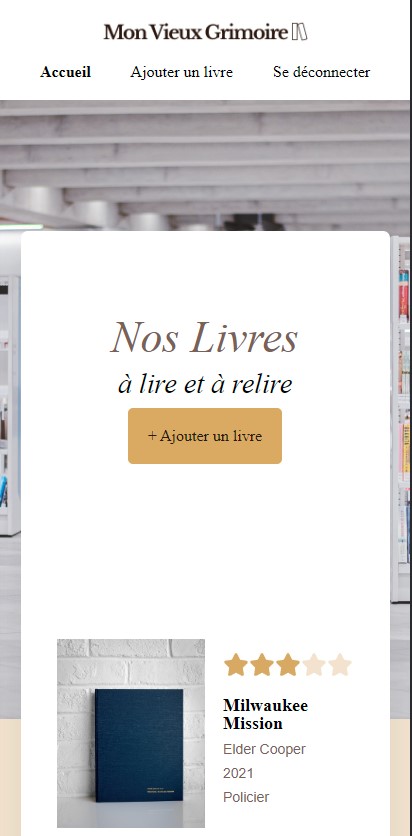 Mon Vieux Grimoire
Accueil Ajouter un livre Se déconnecter
Nos Livres
à lire et à relire
+ Ajouter un livre
Milwaukee
Mission
Elder Cooper
2021
Policier